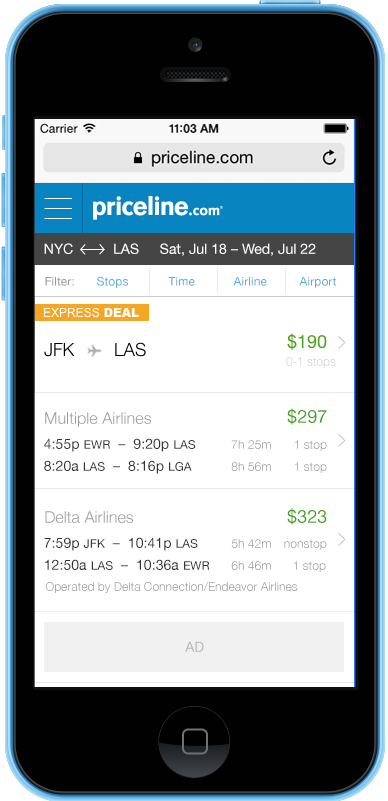 Carrier 11:03 AM
priceline.com
priceline.com®
NYC ⟷ LAS Sat, Jul 18 – Wed, Jul 22
Filter: Stops Time Airline Airport
EXPRESS DEAL
JFK ✈ LAS $190
0-1 stops
Multiple Airlines $297
4:55p EWR – 9:20p LAS 7h 25m 1 stop
8:20a LAS – 8:16p LGA 8h 56m 1 stop
Delta Airlines $323
7:59p JFK – 10:41p LAS 5h 42m nonstop
12:50a LAS – 10:36a EWR 6h 46m 1 stop
Operated by Delta Connection/Endeavor Airlines
AD